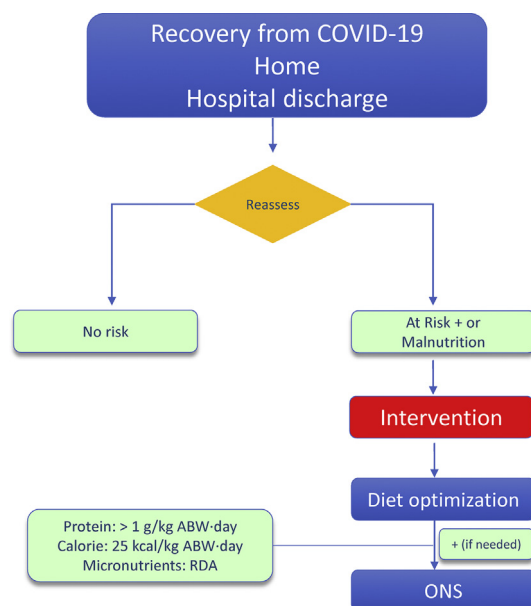 Recovery from COVID-19
Home
Hospital discharge
Reassess
No risk
At Risk + or
Malnutrition
Intervention
Diet optimization
Protein: > 1 g/kg ABW·day
Calorie: 25 kcal/kg ABW·day
Micronutrients: RDA
+ (if needed)
ONS